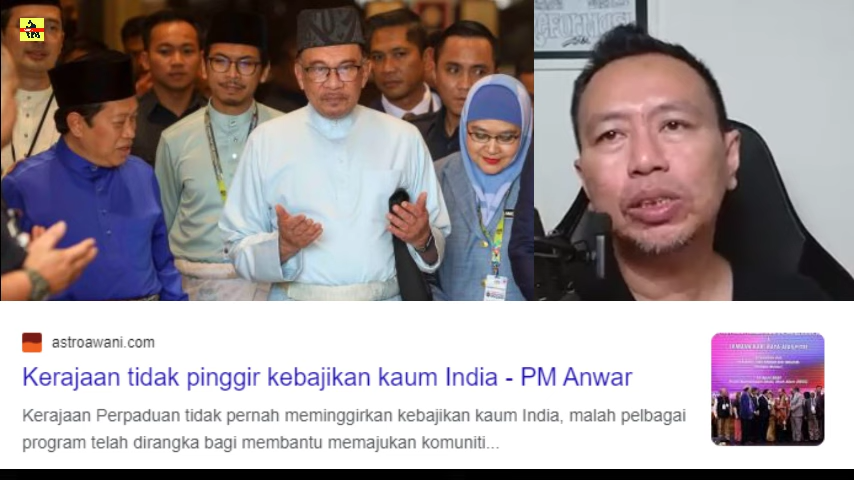 astroawani.com
Kerajaan tidak pinggir kebajikan kaum India - PM Anwar
Kerajaan Perpaduan tidak pernah meminggirkan kebajikan kaum India, malah pelbagai
program telah dirangka bagi membantu memajukan komuniti...